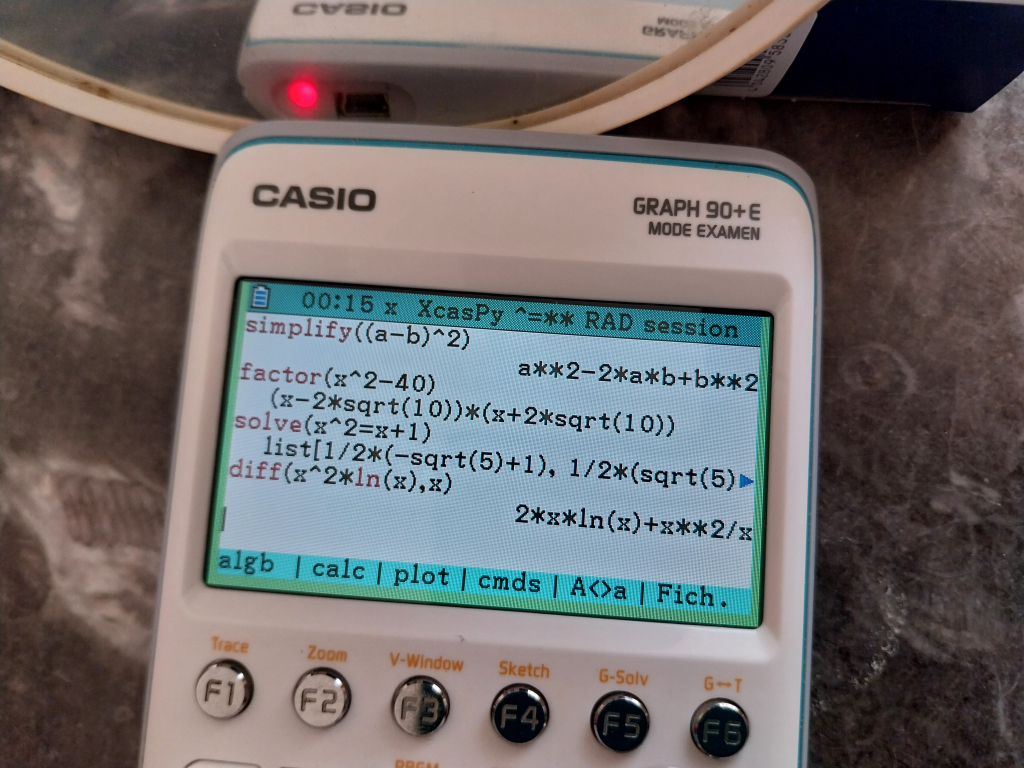 CASIO
CASIO
GRAPH 90+E
MODE EXAMEN
00:15 x XcasPy ^=** RAD session
simplify((a-b)^2)
a**2-2*a*b+b**2
factor(x^2-40)
(x-2*sqrt(10))*(x+2*sqrt(10))
solve(x^2=x+1)
list[1/2*(-sqrt(5)+1), 1/2*(sqrt(5)
diff(x^2*ln(x),x)
2*x*ln(x)+x**2/x
algb | calc | plot | cmds | A<>a | Fich.
Trace Zoom V-Window Sketch G-Solv G↔T
F1 F2 F3 F4 F5 F6
PRGM